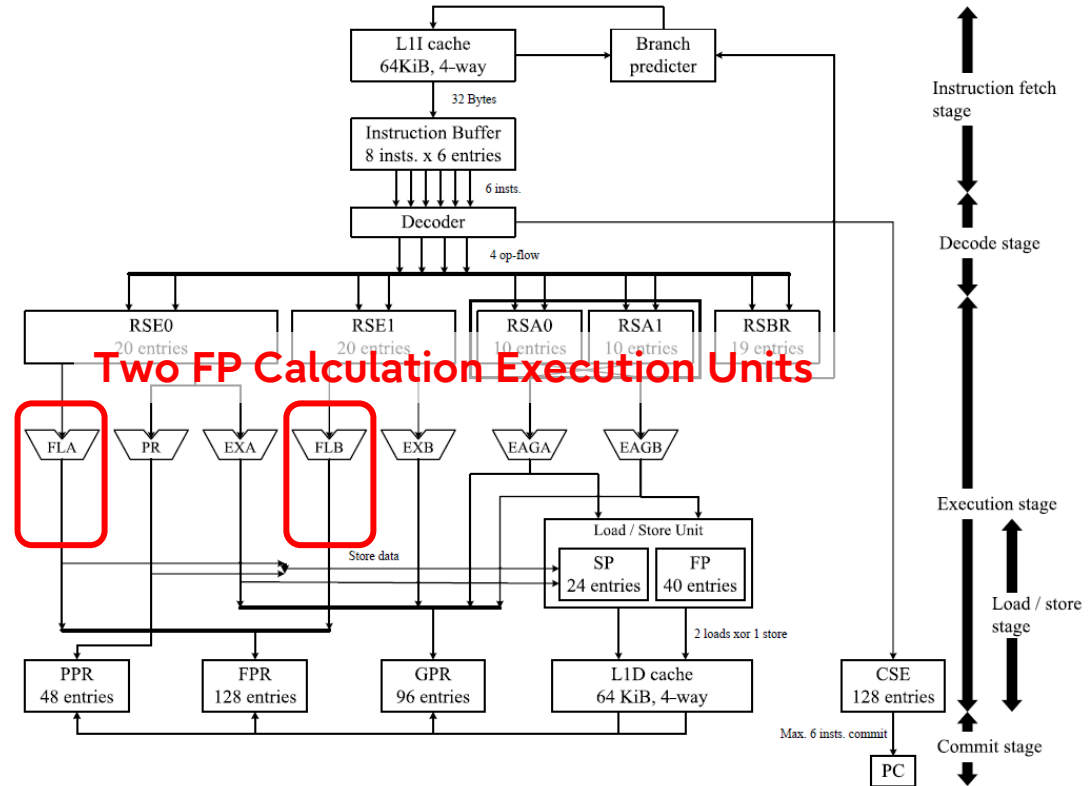 L1I cache
64KiB, 4-way
Branch
predicter
32 Bytes
Instruction fetch
stage
Instruction Buffer
8 insts. x 6 entries
6 insts.
Decoder
Decode stage
4 op-flow
RSE0
20 entries
RSE1
20 entries
RSA0
10 entries
RSA1
10 entries
RSBR
19 entries
Two FP Calculation Execution Units
FLA
PR
EXA
FLB
EXB
EAGA
EAGB
Execution stage
Load / Store Unit
Store data
SP
24 entries
FP
40 entries
Load / store
stage
2 loads xor 1 store
PPR
48 entries
FPR
128 entries
GPR
96 entries
L1D cache
64 KiB, 4-way
CSE
128 entries
Max. 6 insts. commit
Commit stage
PC